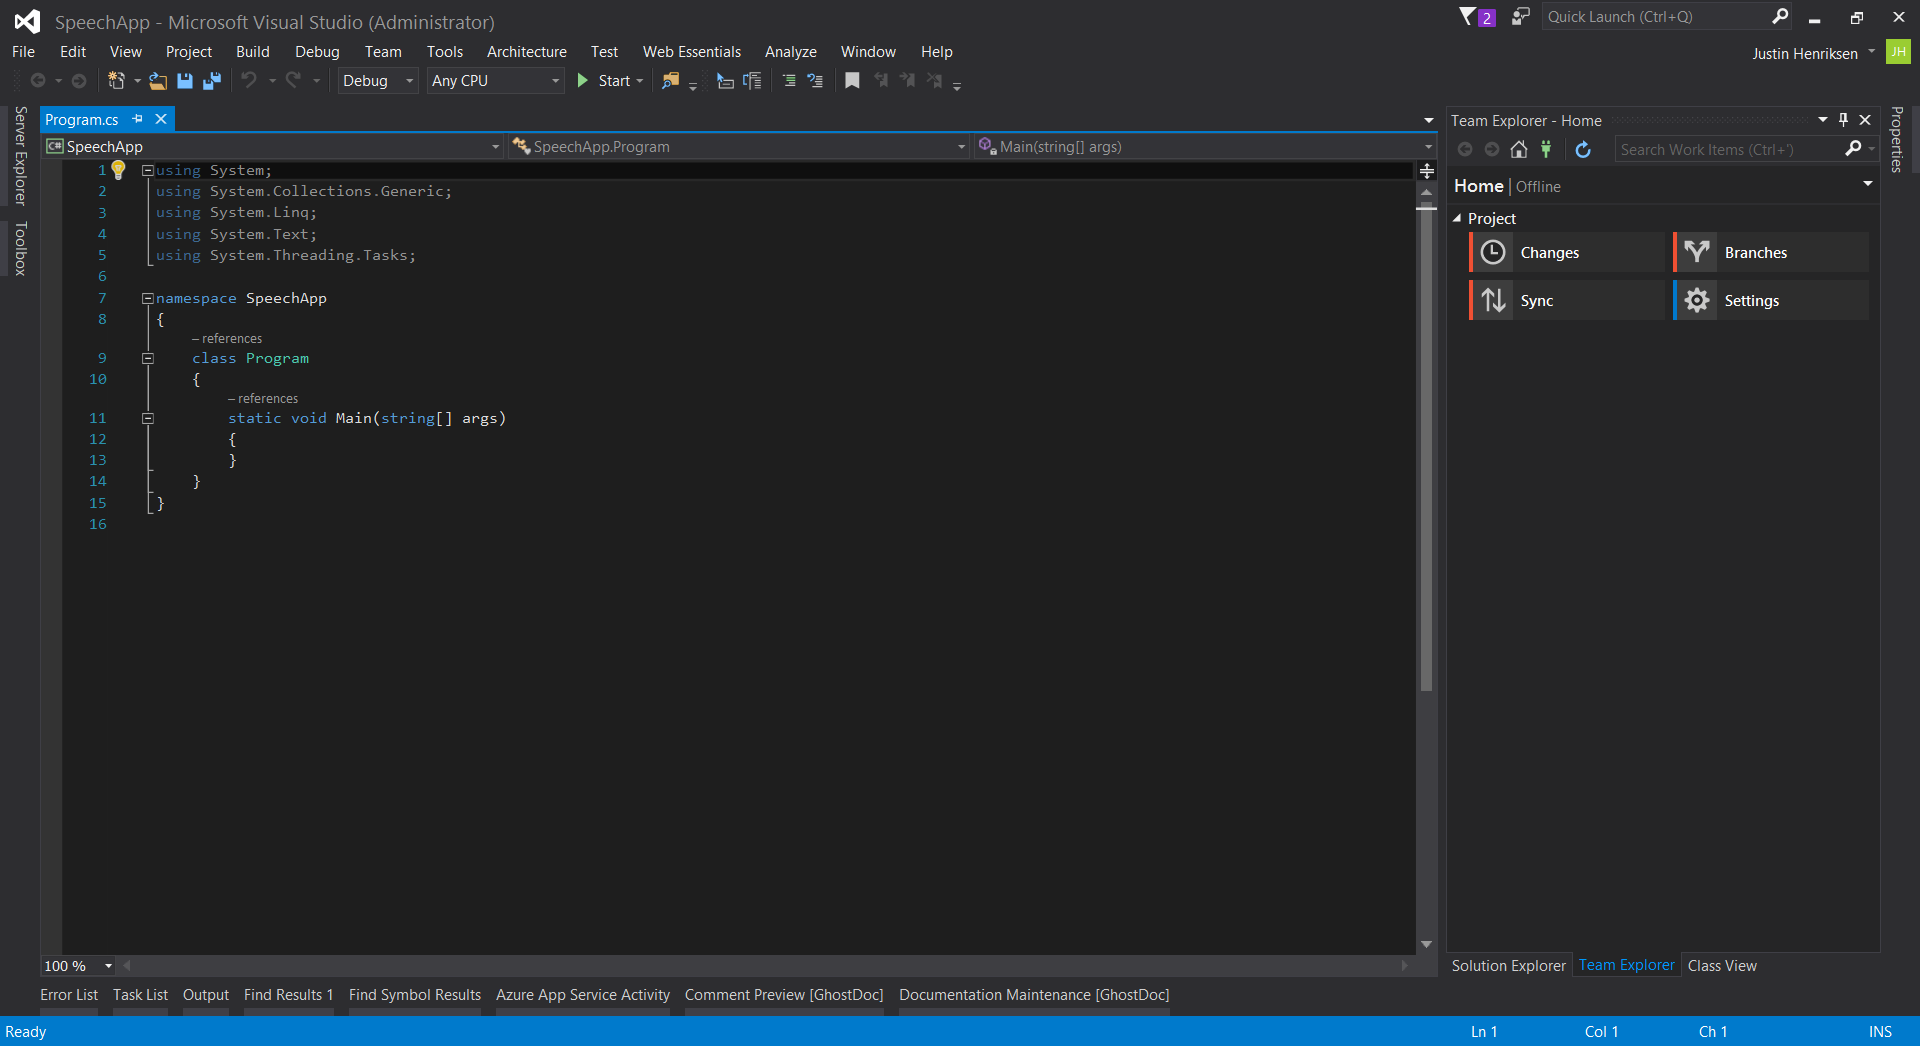 SpeechApp - Microsoft Visual Studio (Administrator)
2
Quick Launch (Ctrl+Q)
File Edit View Project Build Debug Team Tools Architecture Test Web Essentials Analyze Window Help
Justin Henriksen JH
Debug Any CPU Start
Server Explorer
Toolbox
Program.cs
C# SpeechApp SpeechApp.Program Main(string[] args)
1 using System;
2 using System.Collections.Generic;
3 using System.Linq;
4 using System.Text;
5 using System.Threading.Tasks;
6
7 namespace SpeechApp
8 {
– references
9 class Program
10 {
– references
11 static void Main(string[] args)
12 {
13 }
14 }
15 }
16
100 %
Team Explorer - Home
Search Work Items (Ctrl+')
Home | Offline
Project
Changes Branches
Sync Settings
Solution Explorer Team Explorer Class View
Properties
Error List Task List Output Find Results 1 Find Symbol Results Azure App Service Activity Comment Preview [GhostDoc] Documentation Maintenance [GhostDoc]
Ready Ln 1 Col 1 Ch 1 INS